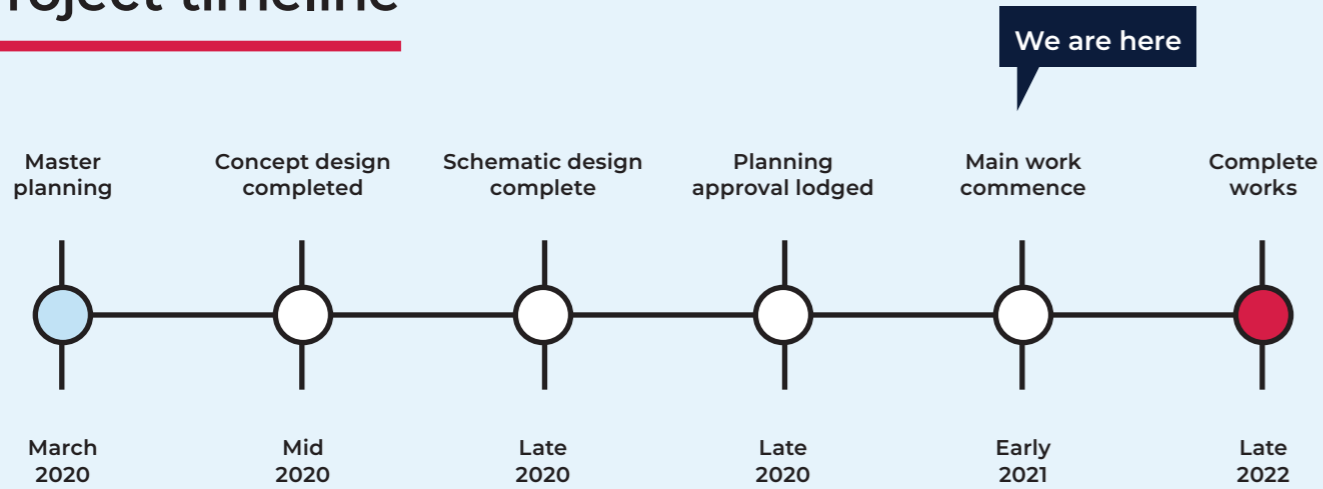 roject timeline
We are here
Master
planning
Concept design
completed
Schematic design
complete
Planning
approval lodged
Main work
commence
Complete
works
March
2020
Mid
2020
Late
2020
Late
2020
Early
2021
Late
2022